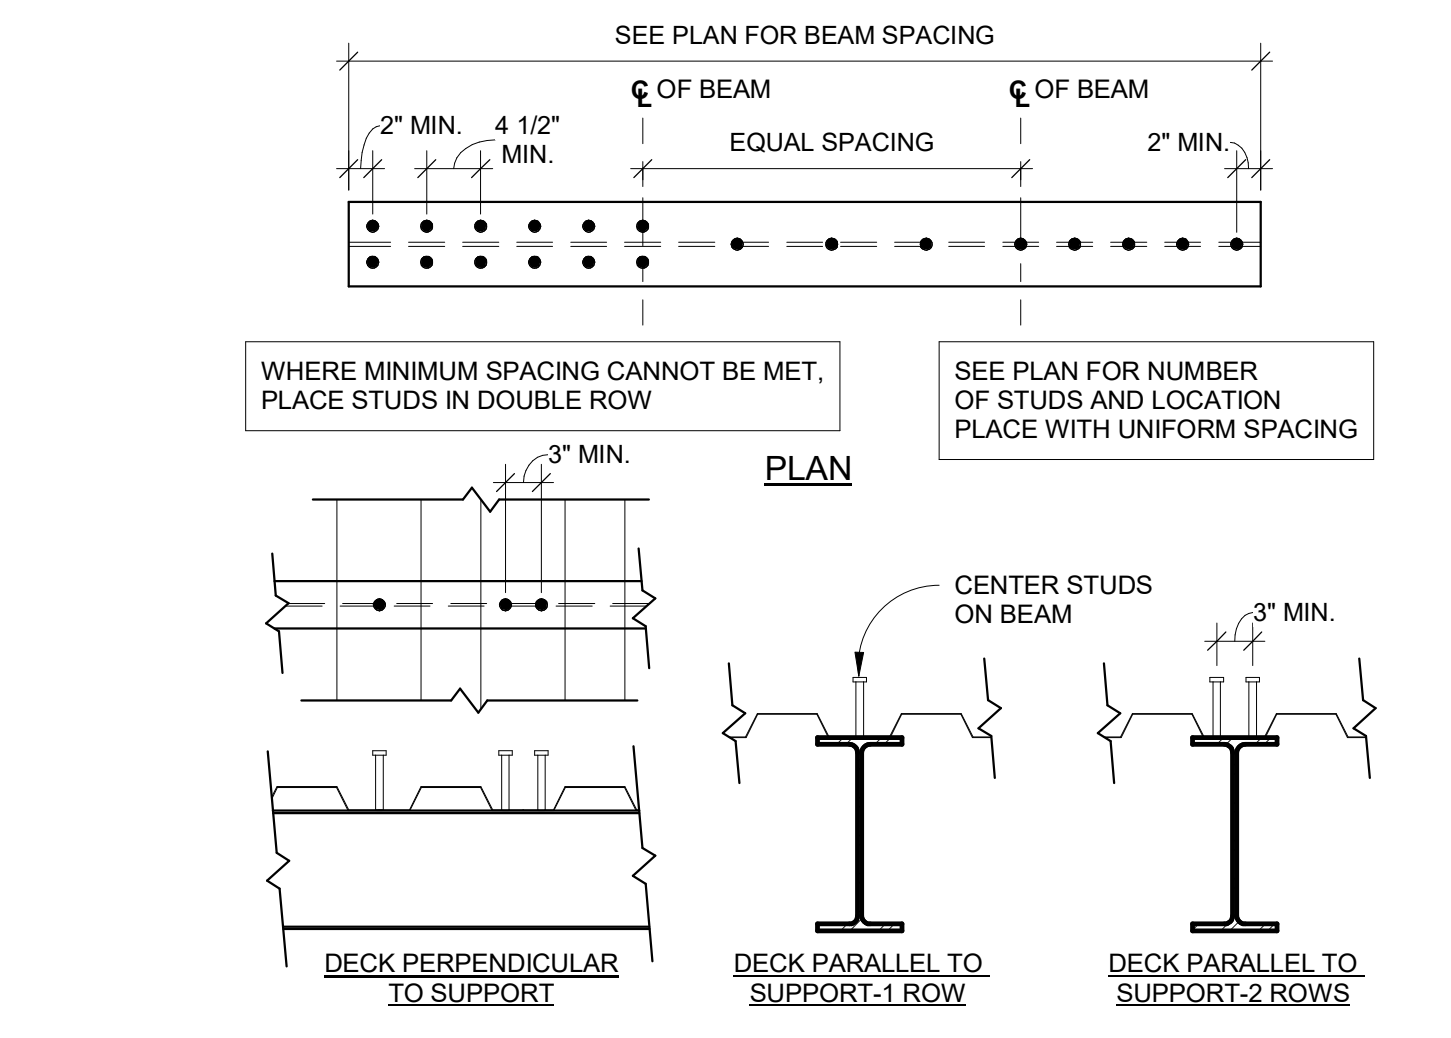 SEE PLAN FOR BEAM SPACING
℄ OF BEAM
℄ OF BEAM
2" MIN.
4 1/2"
MIN.
EQUAL SPACING
2" MIN.
WHERE MINIMUM SPACING CANNOT BE MET,
PLACE STUDS IN DOUBLE ROW
SEE PLAN FOR NUMBER
OF STUDS AND LOCATION
PLACE WITH UNIFORM SPACING
PLAN
3" MIN.
CENTER STUDS
ON BEAM
3" MIN.
DECK PERPENDICULAR
TO SUPPORT
DECK PARALLEL TO
SUPPORT-1 ROW
DECK PARALLEL TO
SUPPORT-2 ROWS